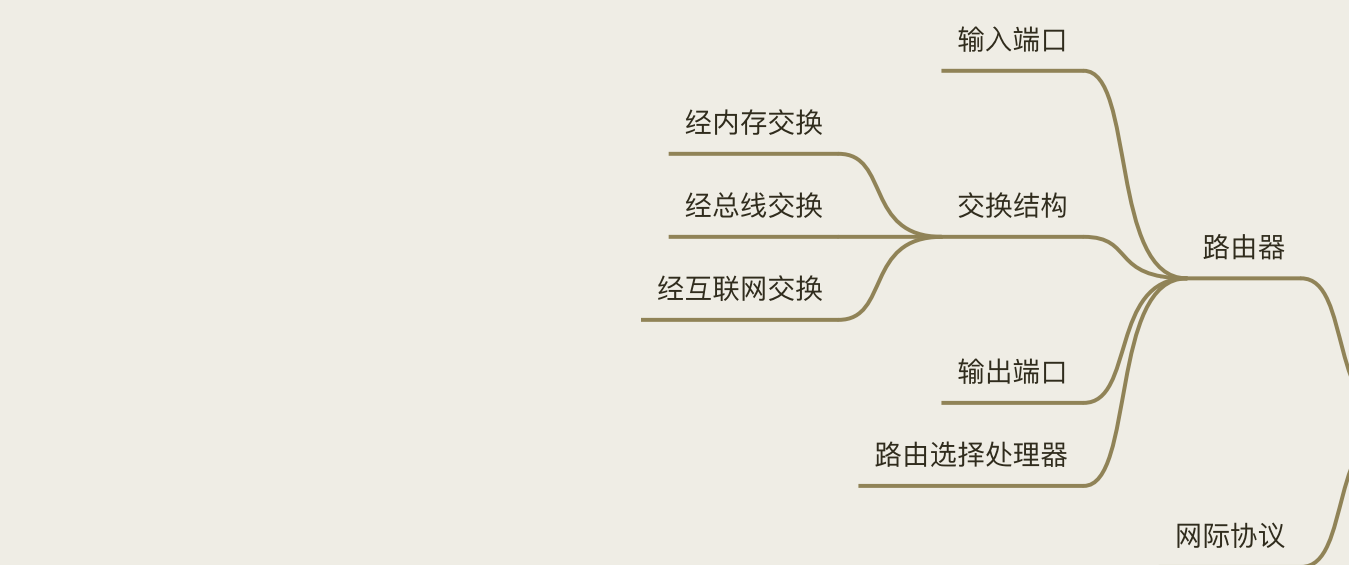 输入端口
经内存交换
经总线交换
交换结构
路由器
经互联网交换
输出端口
路由选择处理器
网际协议